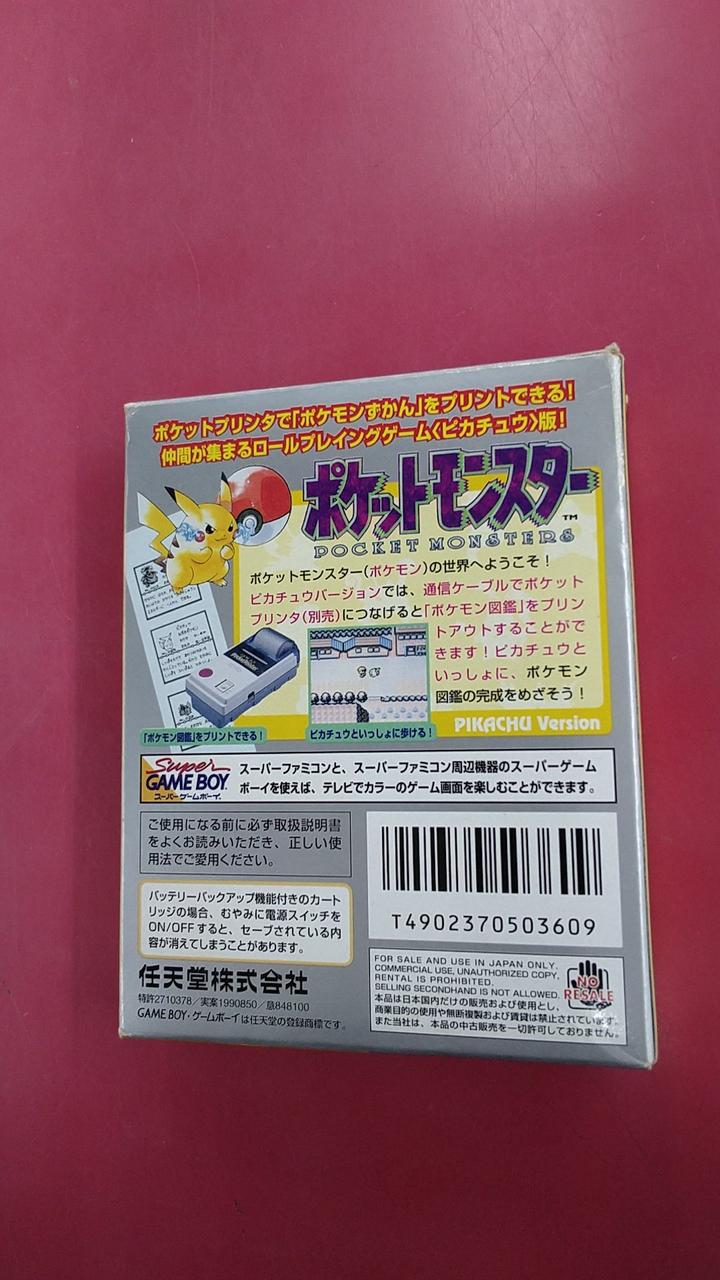 ポケットプリンタで「ポケモンずかん」をプリントできる!
仲間が集まるロールプレイングゲーム〈ピカチュウ〉版!
ポケットモンスター™
POCKET MONSTERS
ポケットモンスター(ポケモン)の世界へようこそ!
ピカチュウバージョンでは、通信ケーブルでポケット
プリンタ(別売)につなげると「ポケモン図鑑」をプリン
トアウトすることがで
きます!ピカチュウと
いっしょに、ポケモン
図鑑の完成をめざそう!
「ポケモン図鑑」をプリントできる!
ピカチュウといっしょに歩ける!
PIKACHU Version
Super
GAME BOY
スーパーゲームボーイ
スーパーファミコンと、スーパーファミコン周辺機器のスーパーゲーム
ボーイを使えば、テレビでカラーのゲーム画面を楽しむことができます。
ご使用になる前に必ず取扱説明書
をよくお読みいただき、正しい使
用法でご愛用ください。
バッテリーバックアップ機能付きのカート
リッジの場合、むやみに電源スイッチを
ON/OFFすると、セーブされている内
容が消えてしまうことがあります。
T4902370503609
任天堂株式会社
特許2710378/実案1990850/意848100
GAME BOY・ゲームボーイは任天堂の登録商標です。
FOR SALE AND USE IN JAPAN ONLY.
COMMERCIAL USE, UNAUTHORIZED COPY,
RENTAL IS PROHIBITED.
SELLING SECONDHAND IS NOT ALLOWED.
本品は日本国内だけの販売および使用とし、
商業目的の使用や無断複製および賃貸は禁止されています。
また当社は、本品の中古販売を一切許可しておりません。
NO
RESALE